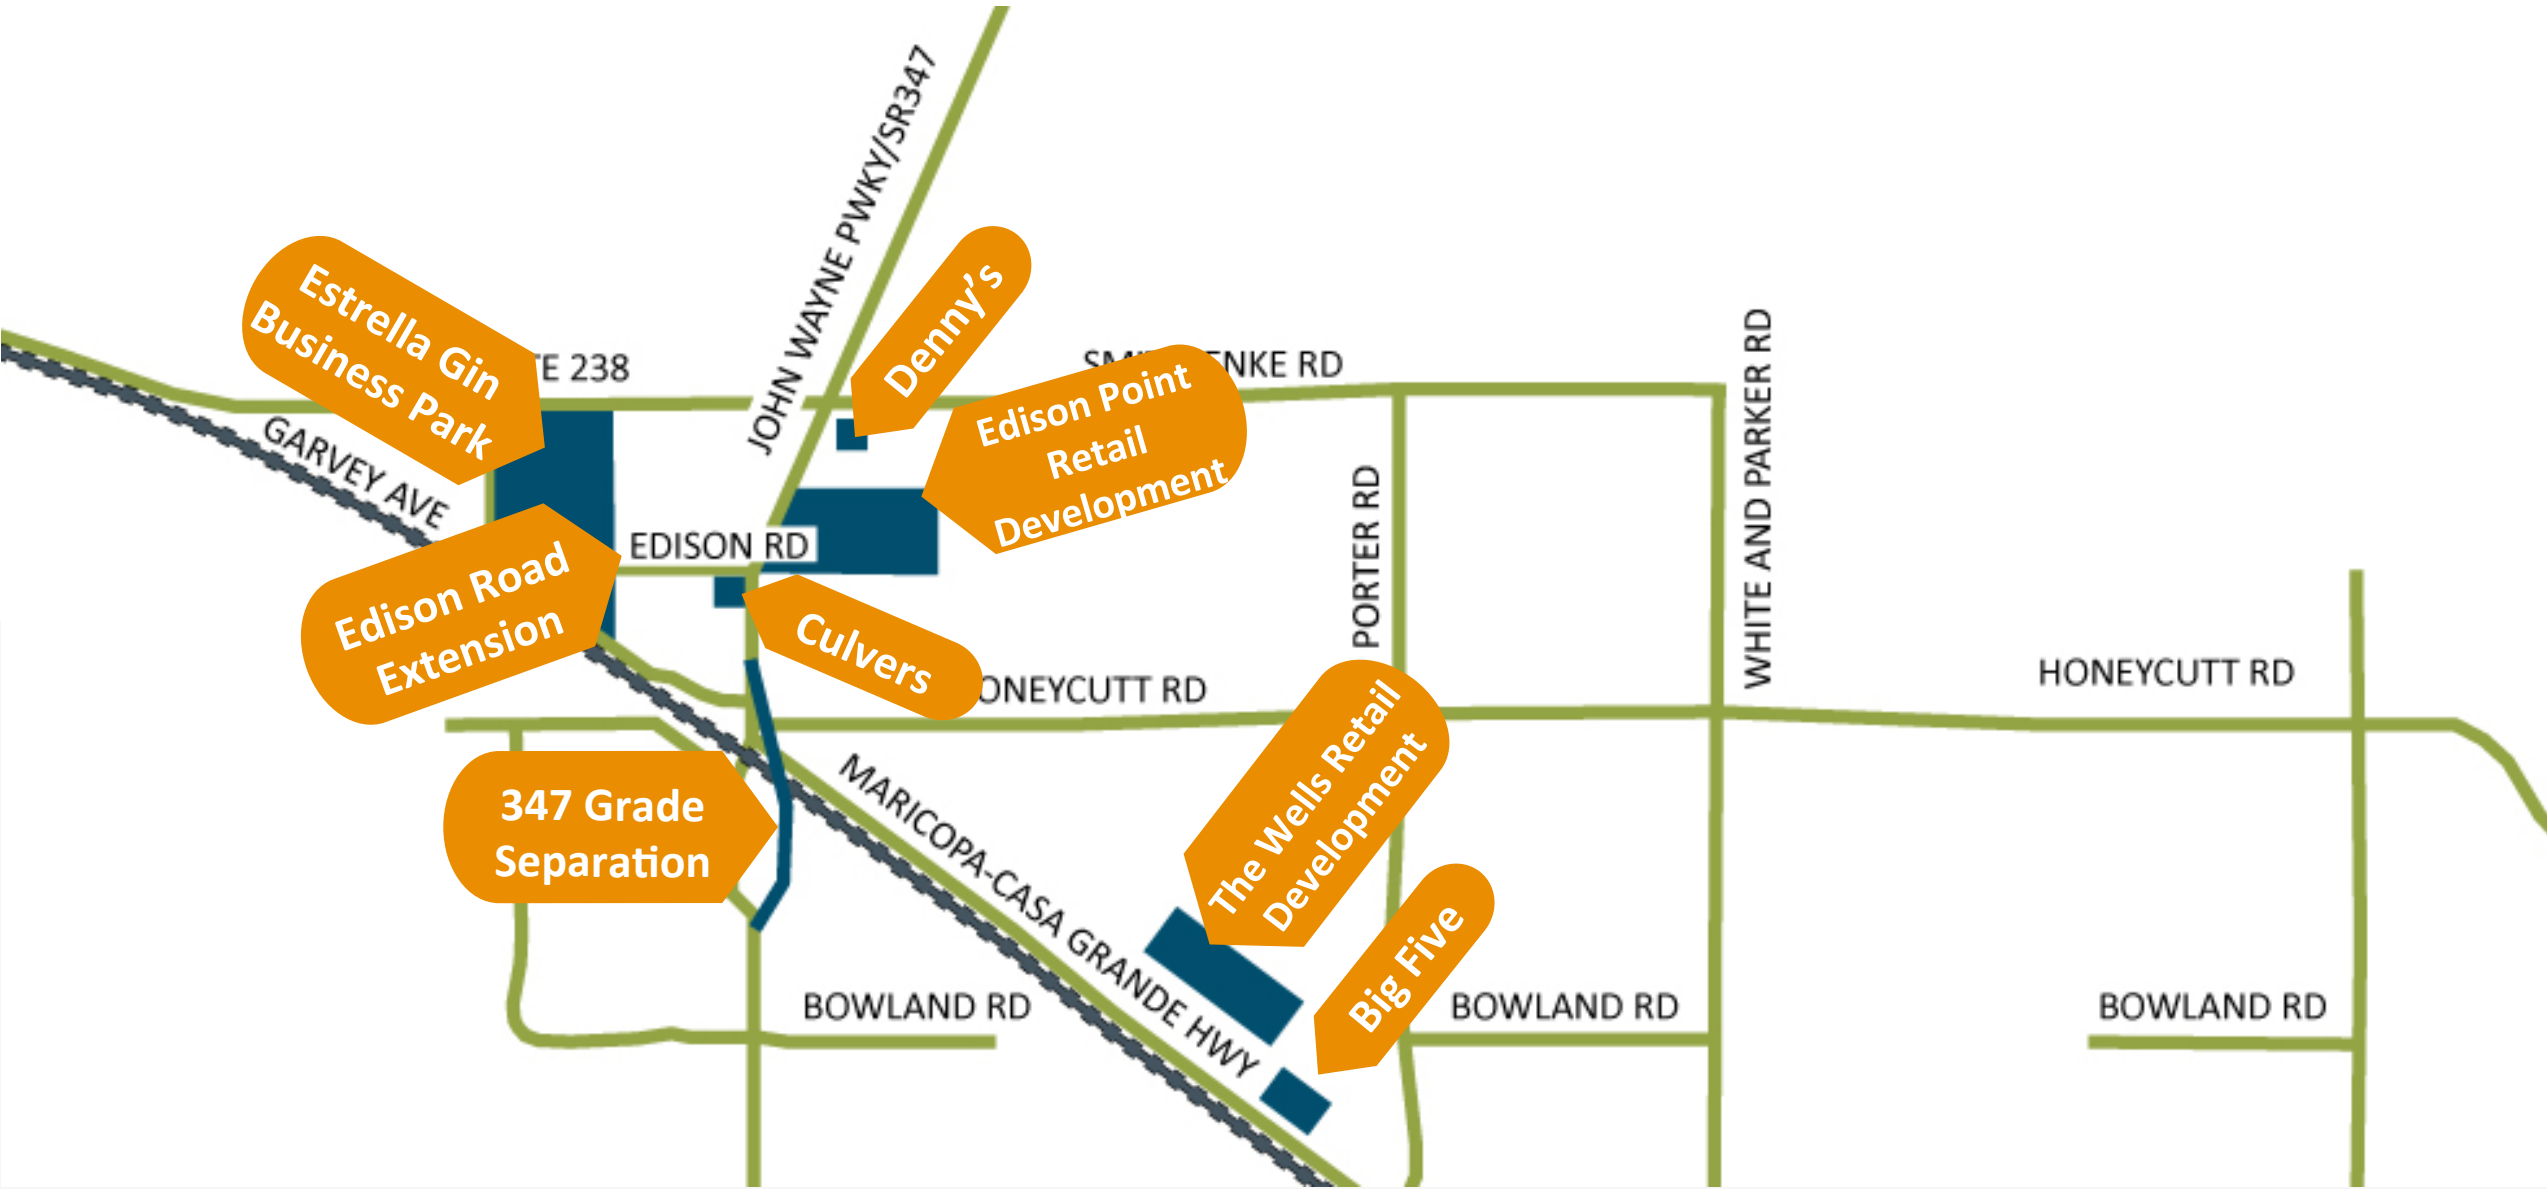 JOHN WAYNE PWKY/SR347
Estrella Gin
Business Park
E 238
Denny's
ENKE RD
Edison Point
Retail
Development
WHITE AND PARKER RD
GARVEY AVE
PORTER RD
EDISON RD
Edison Road
Extension
Culvers
ONEYCUTT RD
HONEYCUTT RD
347 Grade
Separation
MARICOPA-CASA GRANDE HWY
The Wells Retail
Development
Big Five
BOWLAND RD
BOWLAND RD
BOWLAND RD